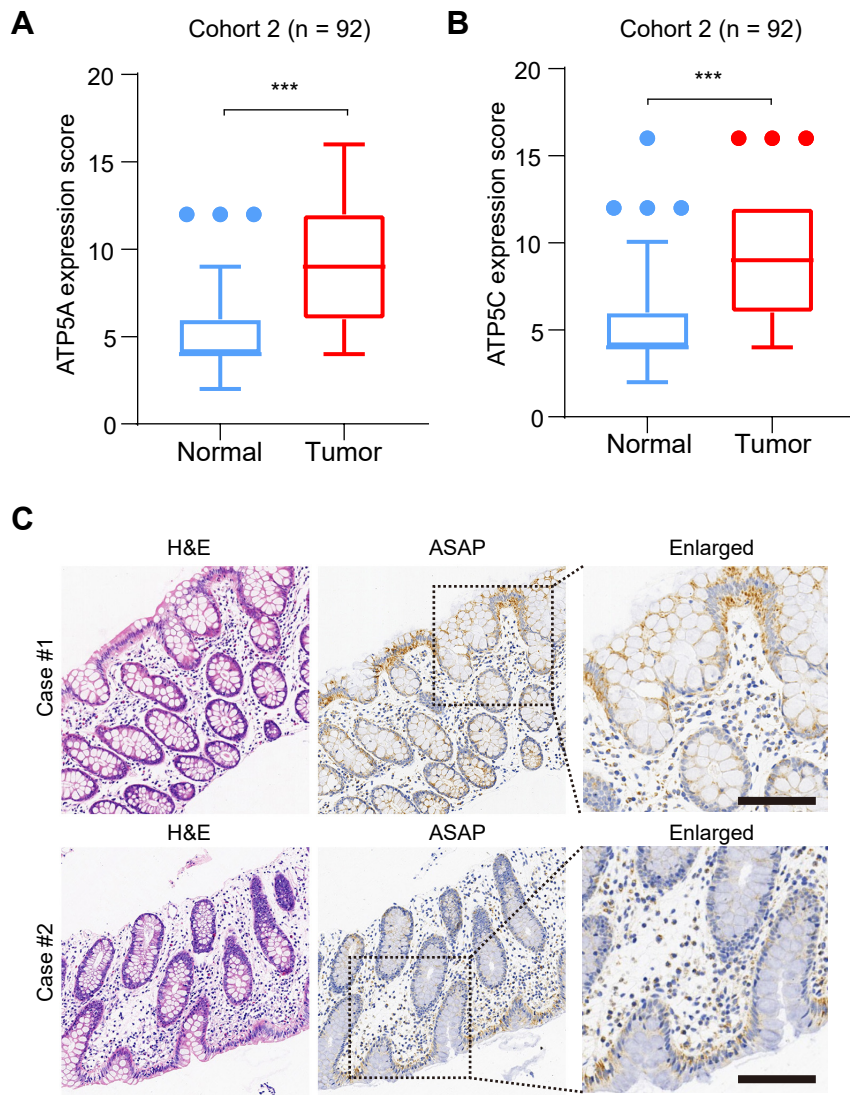 A
Cohort 2 (n = 92)
***
ATP5A expression score
20
15
10
5
0
Normal
Tumor
B
Cohort 2 (n = 92)
***
ATP5C expression score
20
15
10
5
0
Normal
Tumor
C
H&E
ASAP
Enlarged
Case #1
H&E
ASAP
Enlarged
Case #2